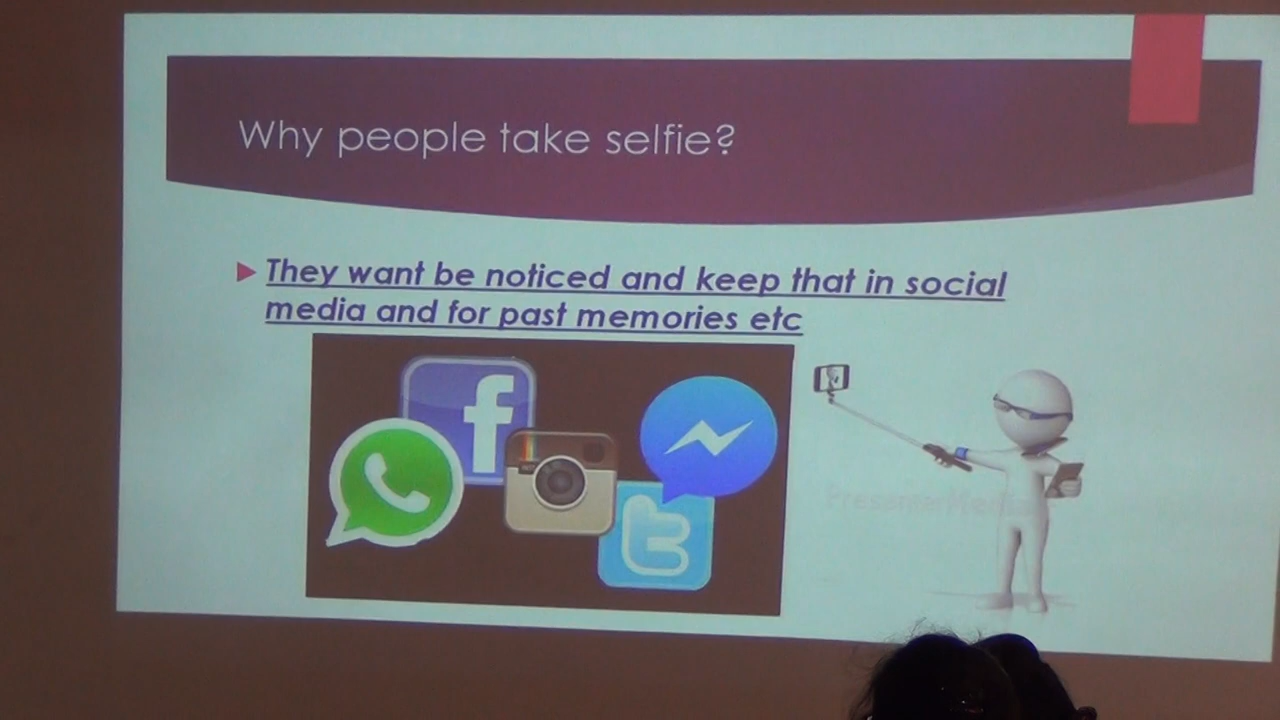 Why people take selfie?
They want be noticed and keep that in social
media and for past memories etc
f
t